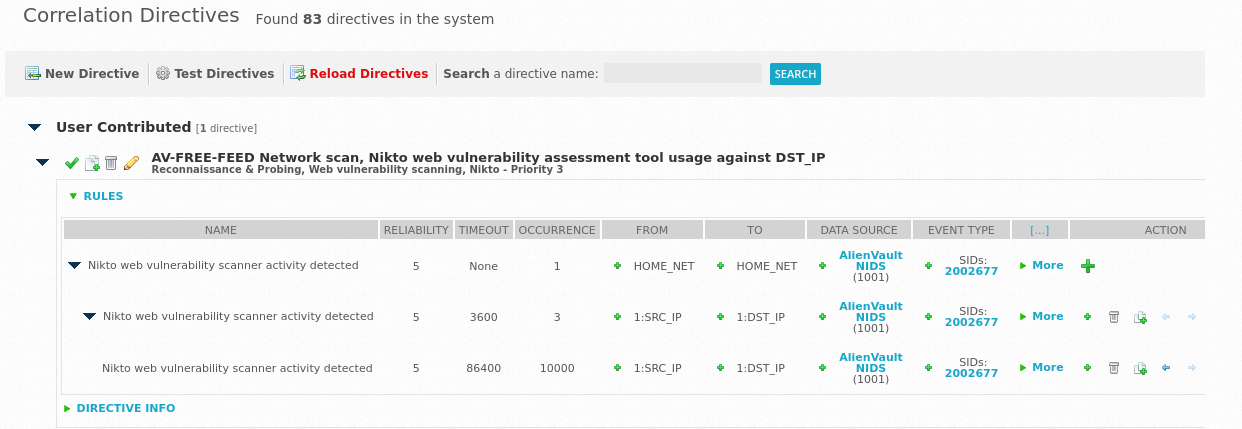 Correlation Directives Found 83 directives in the system
New Directive Test Directives Reload Directives Search a directive name: SEARCH
User Contributed [1 directive]
AV-FREE-FEED Network scan, Nikto web vulnerability assessment tool usage against DST_IP
Reconnaissance & Probing, Web vulnerability scanning, Nikto - Priority 3
RULES
NAME RELIABILITY TIMEOUT OCCURRENCE FROM TO DATA SOURCE EVENT TYPE [...] ACTION
Nikto web vulnerability scanner activity detected 5 None 1 HOME_NET HOME_NET AlienVault NIDS (1001) SIDs: 2002677 More
Nikto web vulnerability scanner activity detected 5 3600 3 1:SRC_IP 1:DST_IP AlienVault NIDS (1001) SIDs: 2002677 More
Nikto web vulnerability scanner activity detected 5 86400 10000 1:SRC_IP 1:DST_IP AlienVault NIDS (1001) SIDs: 2002677 More
DIRECTIVE INFO